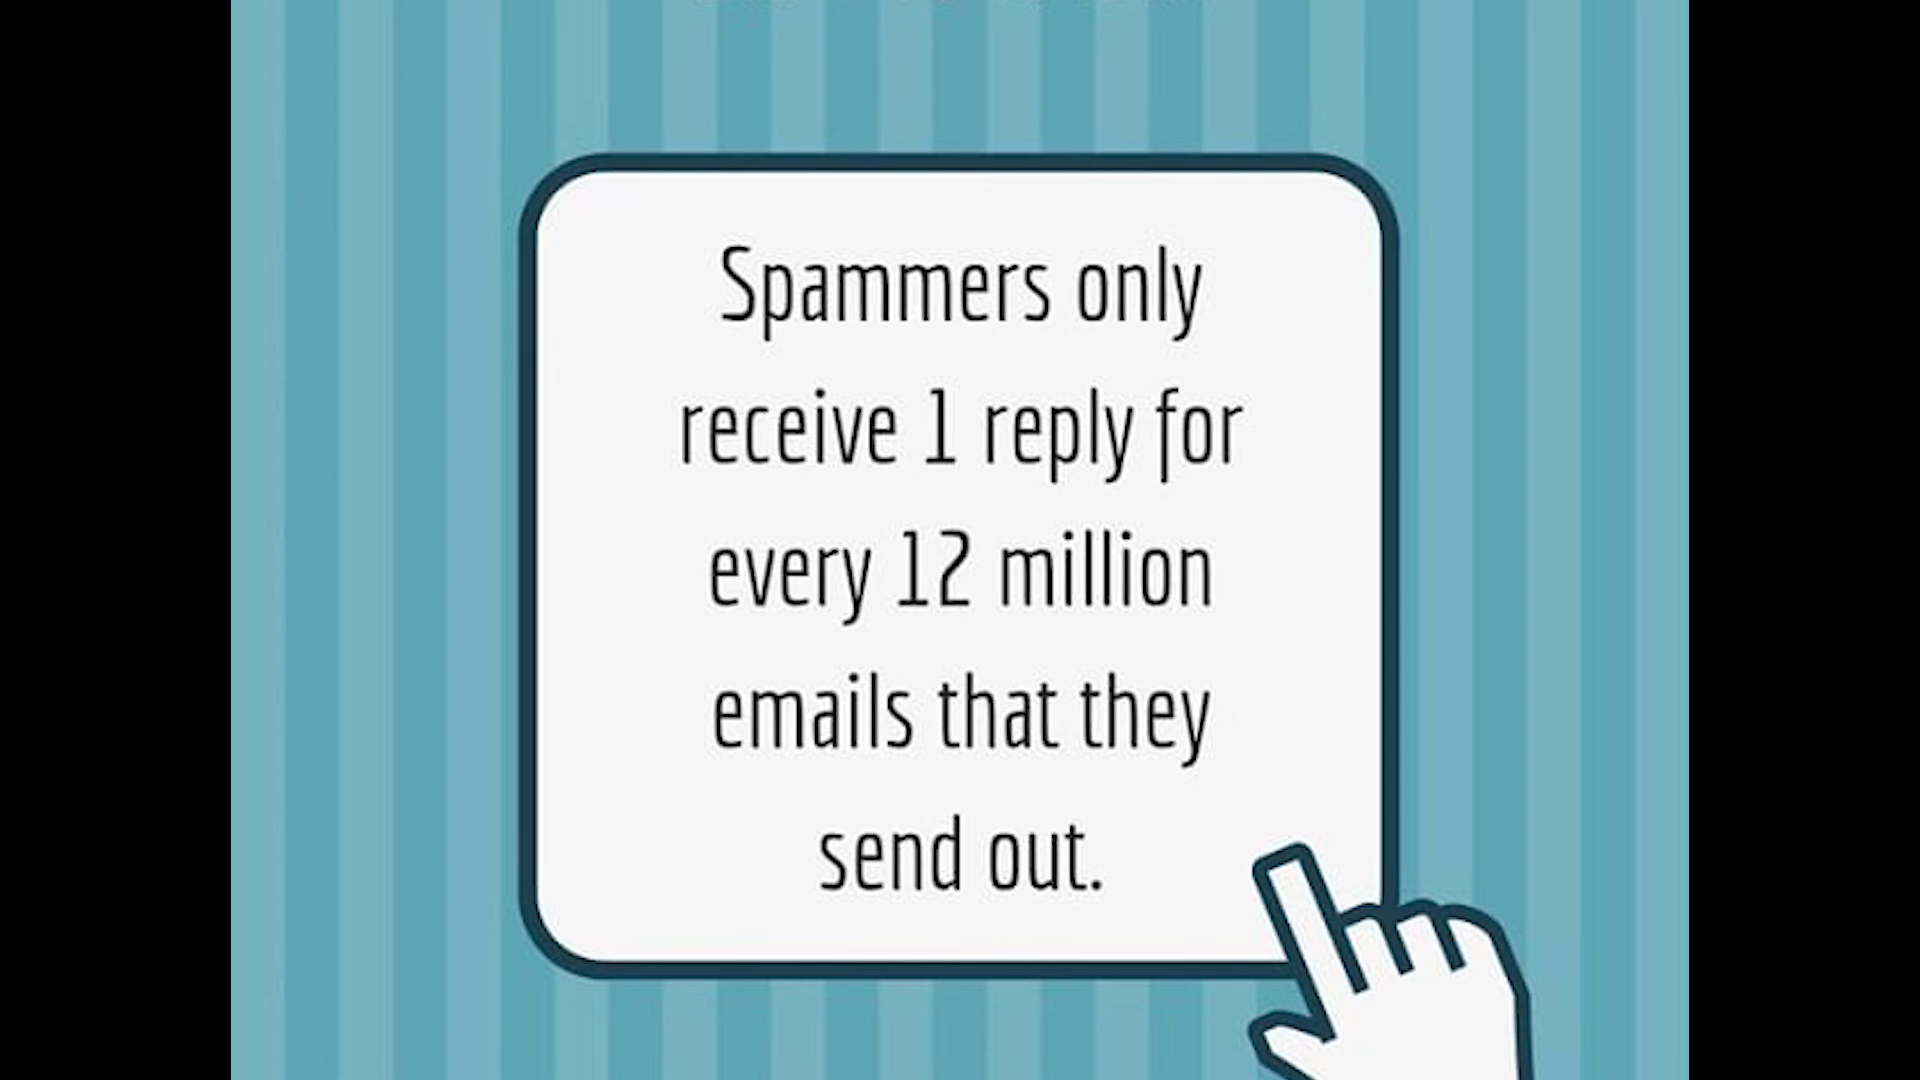 Spammers only
receive 1 reply for
every 12 million
emails that they
send out.